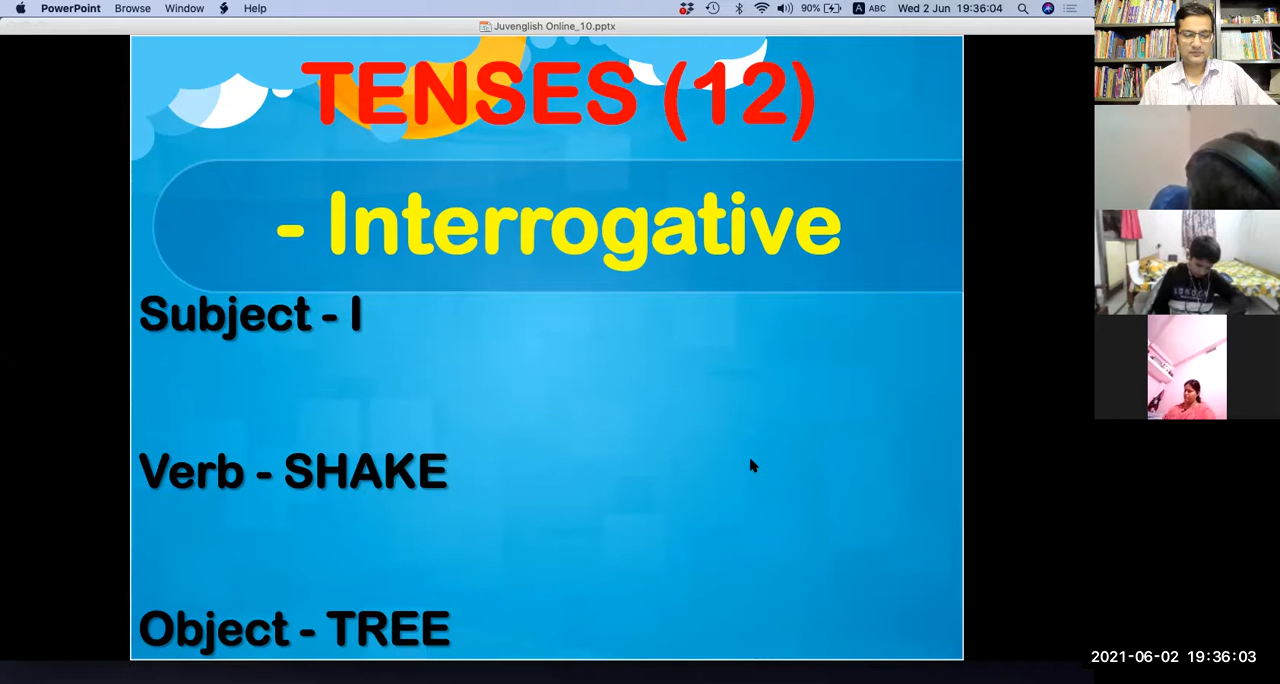 PowerPoint Browse Window Help 90% A ABC Wed 2 Jun 19:36:04
Juvenglish Online_10.pptx
TENSES (12)
- Interrogative
Subject - I
Verb - SHAKE
Object - TREE
LONDON
2021-06-02 19:36:03